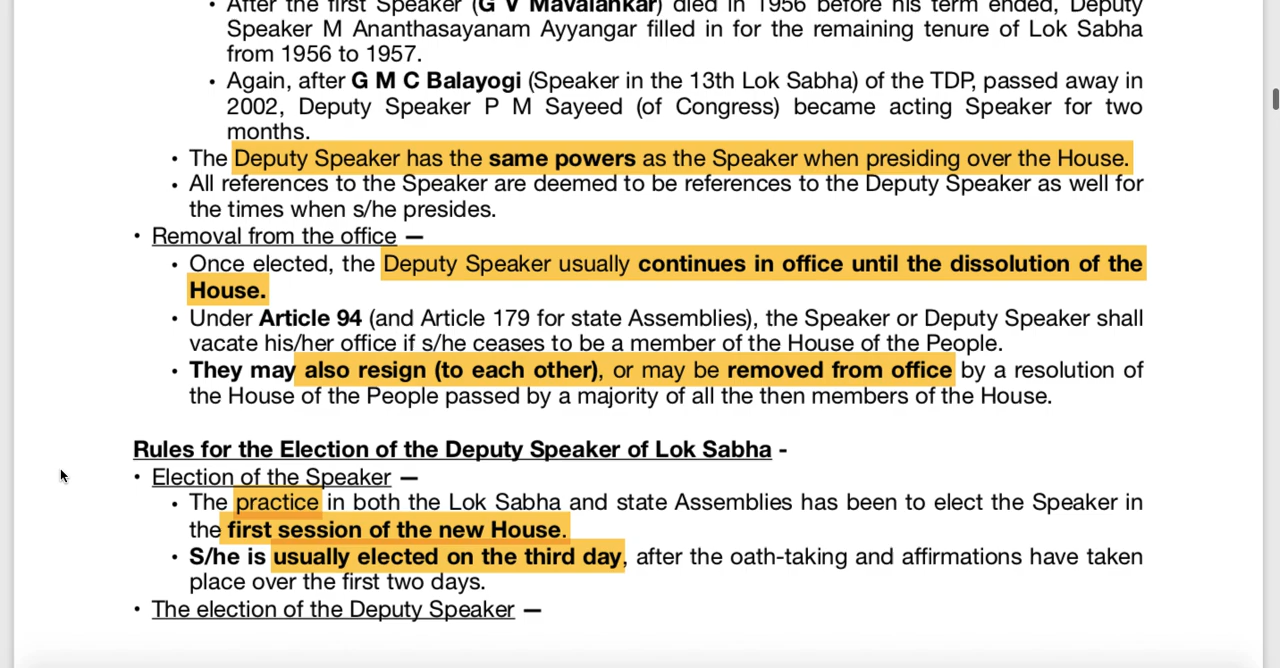 • After the first Speaker (G V Mavalankar) died in 1956 before his term ended, Deputy
Speaker M Ananthasayanam Ayyangar filled in for the remaining tenure of Lok Sabha
from 1956 to 1957.
• Again, after G M C Balayogi (Speaker in the 13th Lok Sabha) of the TDP, passed away in
2002, Deputy Speaker P M Sayeed (of Congress) became acting Speaker for two
months.
• The Deputy Speaker has the same powers as the Speaker when presiding over the House.
• All references to the Speaker are deemed to be references to the Deputy Speaker as well for
the times when s/he presides.
• Removal from the office —
• Once elected, the Deputy Speaker usually continues in office until the dissolution of the
House.
• Under Article 94 (and Article 179 for state Assemblies), the Speaker or Deputy Speaker shall
vacate his/her office if s/he ceases to be a member of the House of the People.
• They may also resign (to each other), or may be removed from office by a resolution of
the House of the People passed by a majority of all the then members of the House.
Rules for the Election of the Deputy Speaker of Lok Sabha -
• Election of the Speaker —
• The practice in both the Lok Sabha and state Assemblies has been to elect the Speaker in
the first session of the new House.
• S/he is usually elected on the third day, after the oath-taking and affirmations have taken
place over the first two days.
• The election of the Deputy Speaker —